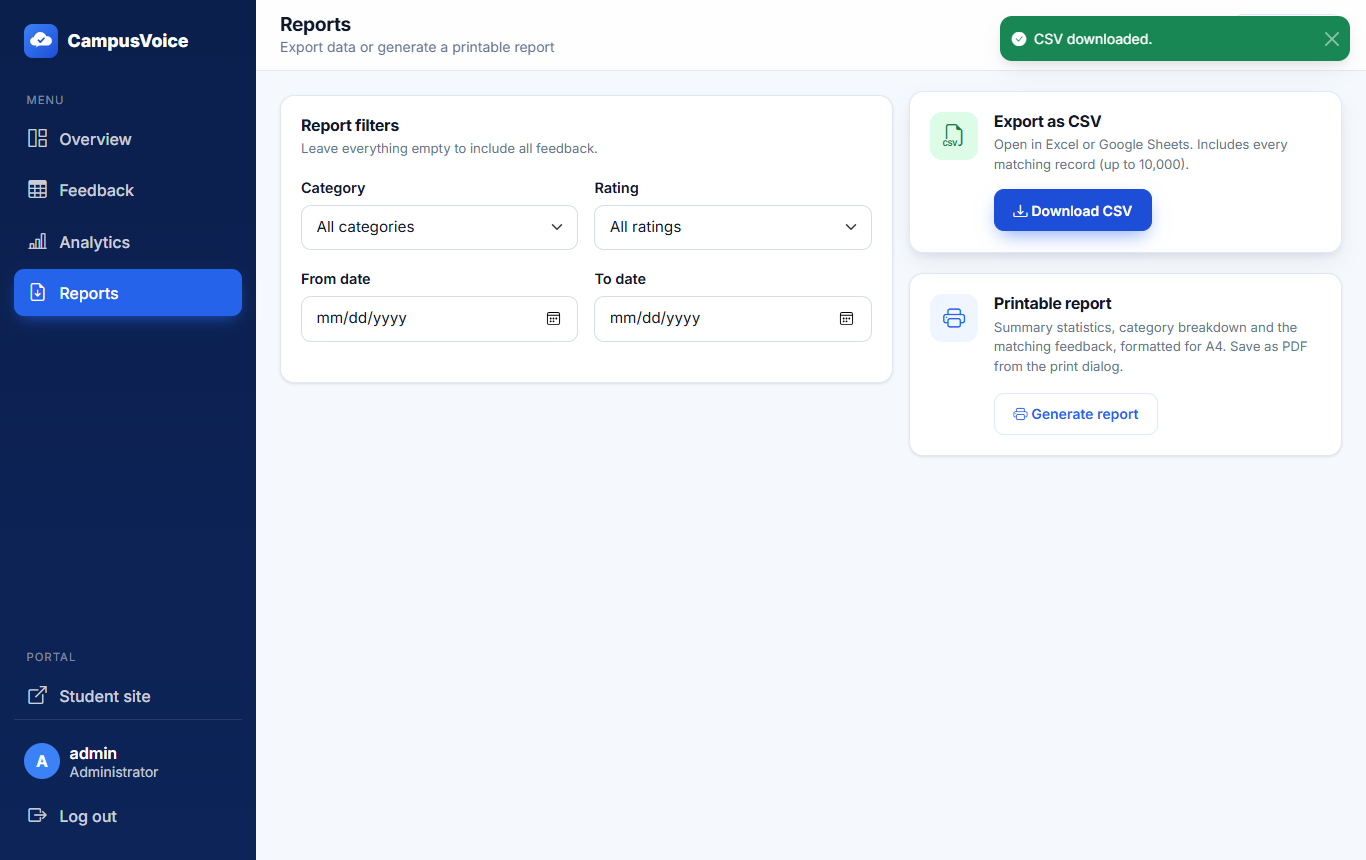 CampusVoice
MENU
Overview
Feedback
Analytics
Reports
PORTAL
Student site
A
admin
Administrator
Log out
Reports
Export data or generate a printable report
CSV downloaded.
Report filters
Leave everything empty to include all feedback.
Category
Rating
All categories
All ratings
From date
To date
mm/dd/yyyy
mm/dd/yyyy
CSV
Export as CSV
Open in Excel or Google Sheets. Includes every
matching record (up to 10,000).
Download CSV
Printable report
Summary statistics, category breakdown and the
matching feedback, formatted for A4. Save as PDF
from the print dialog.
Generate report